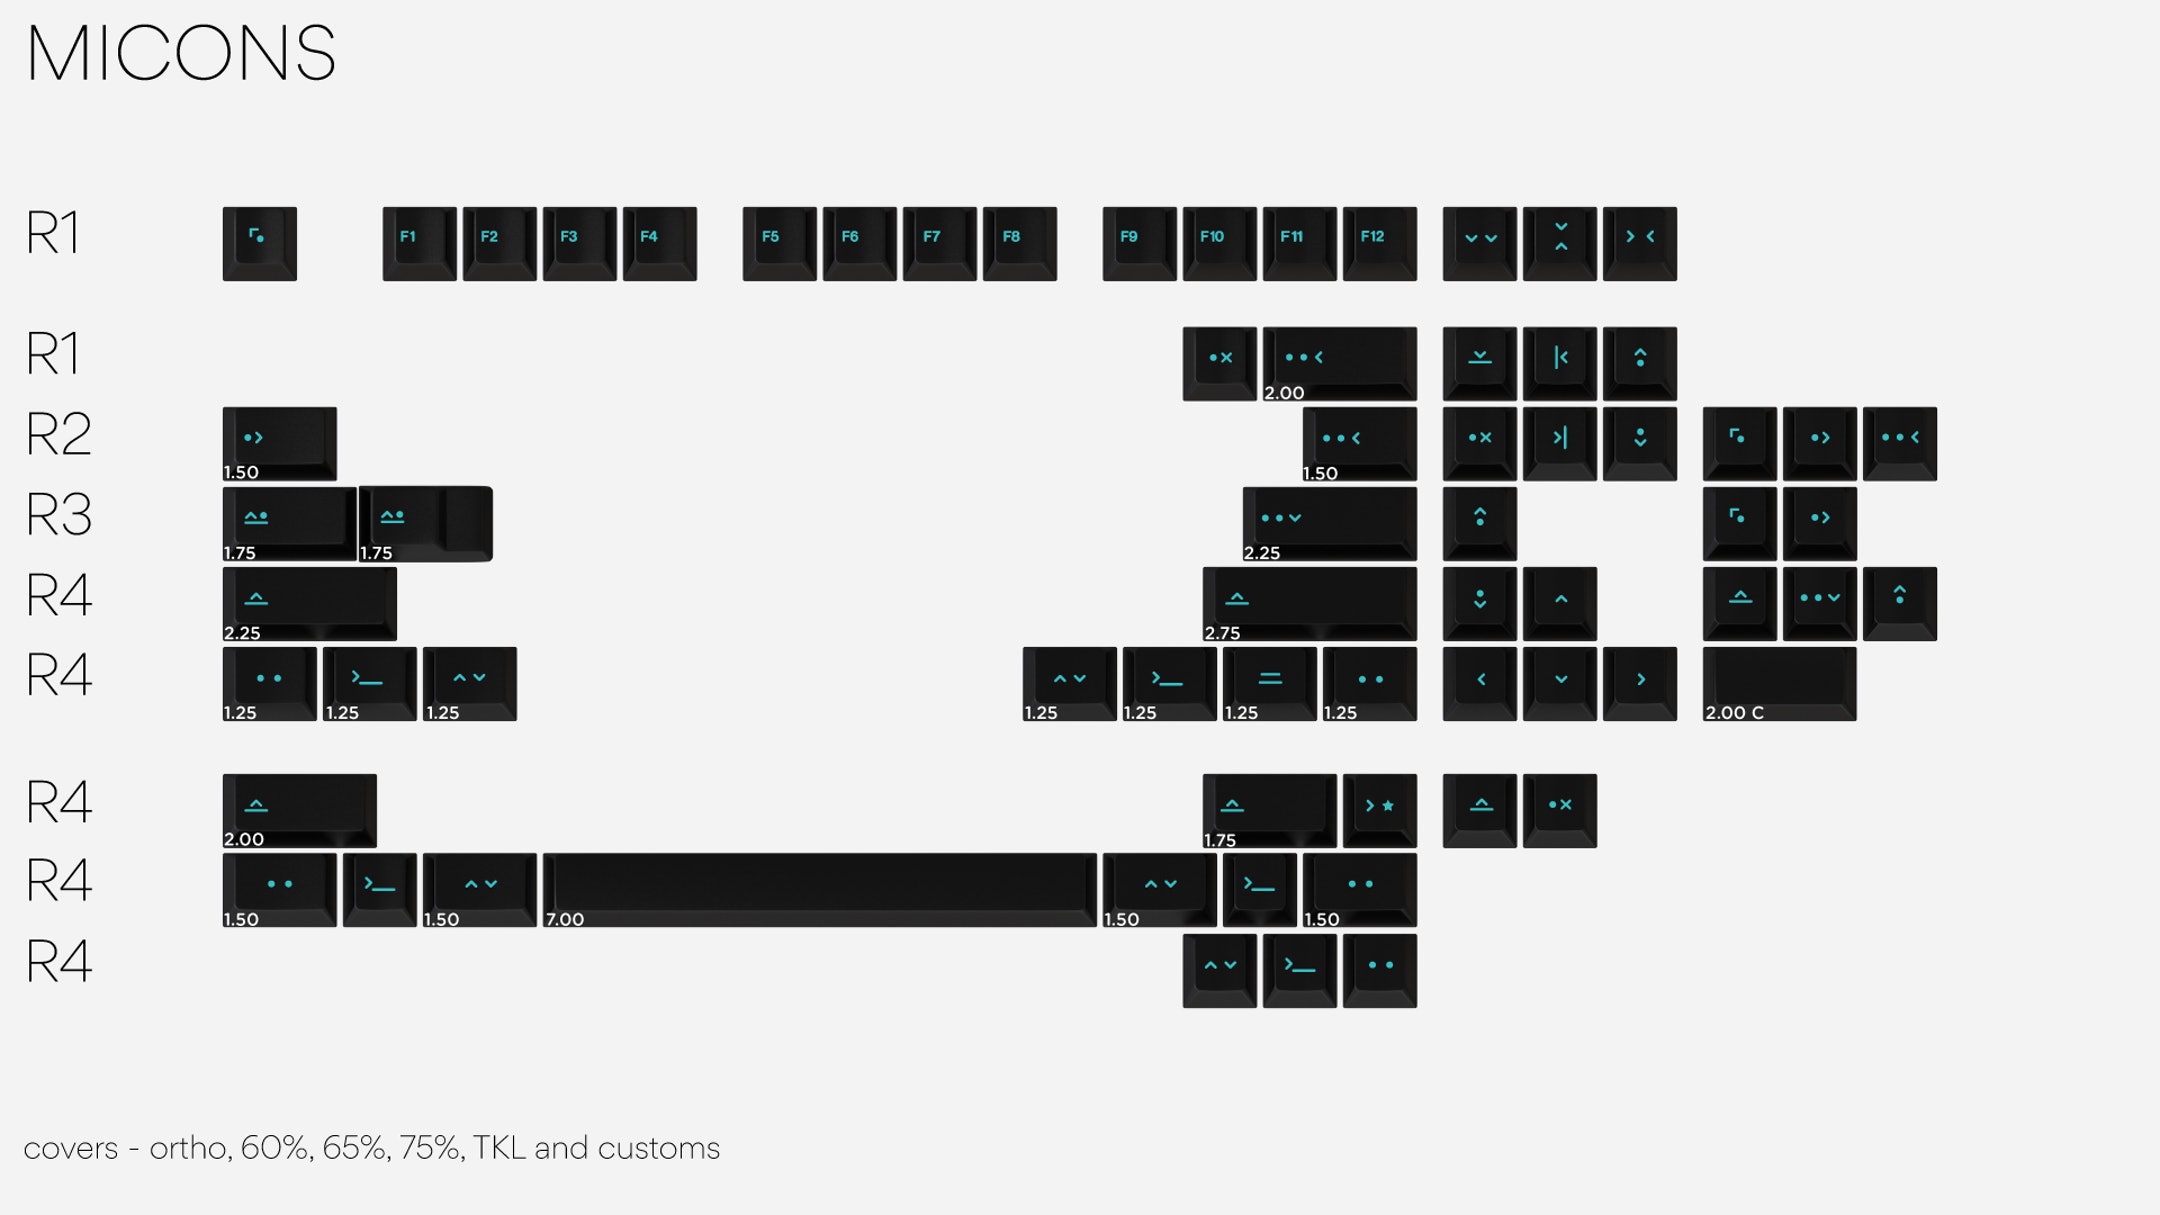 MICONS
R1 F1 F2 F3 F4 F5 F6 F7 F8 F9 F10 F11 F12
R1 2.00
R2 1.50 1.50
R3 1.75 1.75 2.25
R4 2.25 2.75
R4 1.25 1.25 1.25 1.25 1.25 1.25 1.25 2.00 C
R4 2.00 1.75
R4 1.50 1.50 7.00 1.50 1.50
R4
covers - ortho, 60%, 65%, 75%, TKL and customs